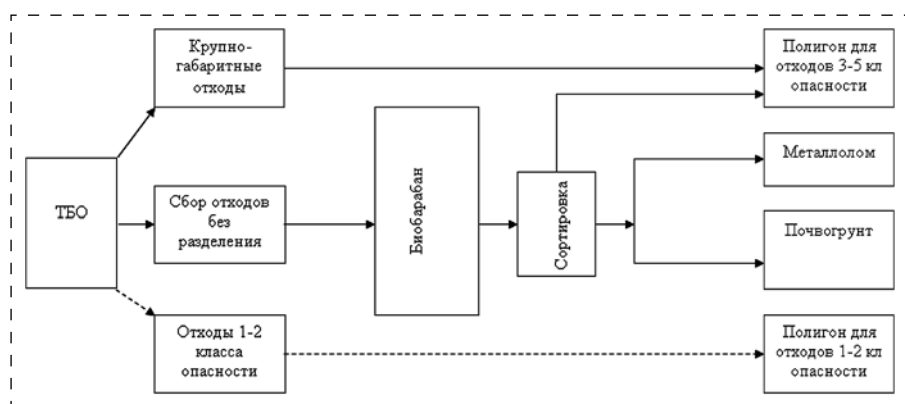 Крупно-
габаритные
отходы
Полигон для
отходов 3-5 кл
опасности
ТБО
Сбор отходов
без
разделения
Биобарабан
Сортировка
Металлолом
Почвогрунт
Отходы 1-2
класса
опасности
Полигон для
отходов 1-2 кл
опасности